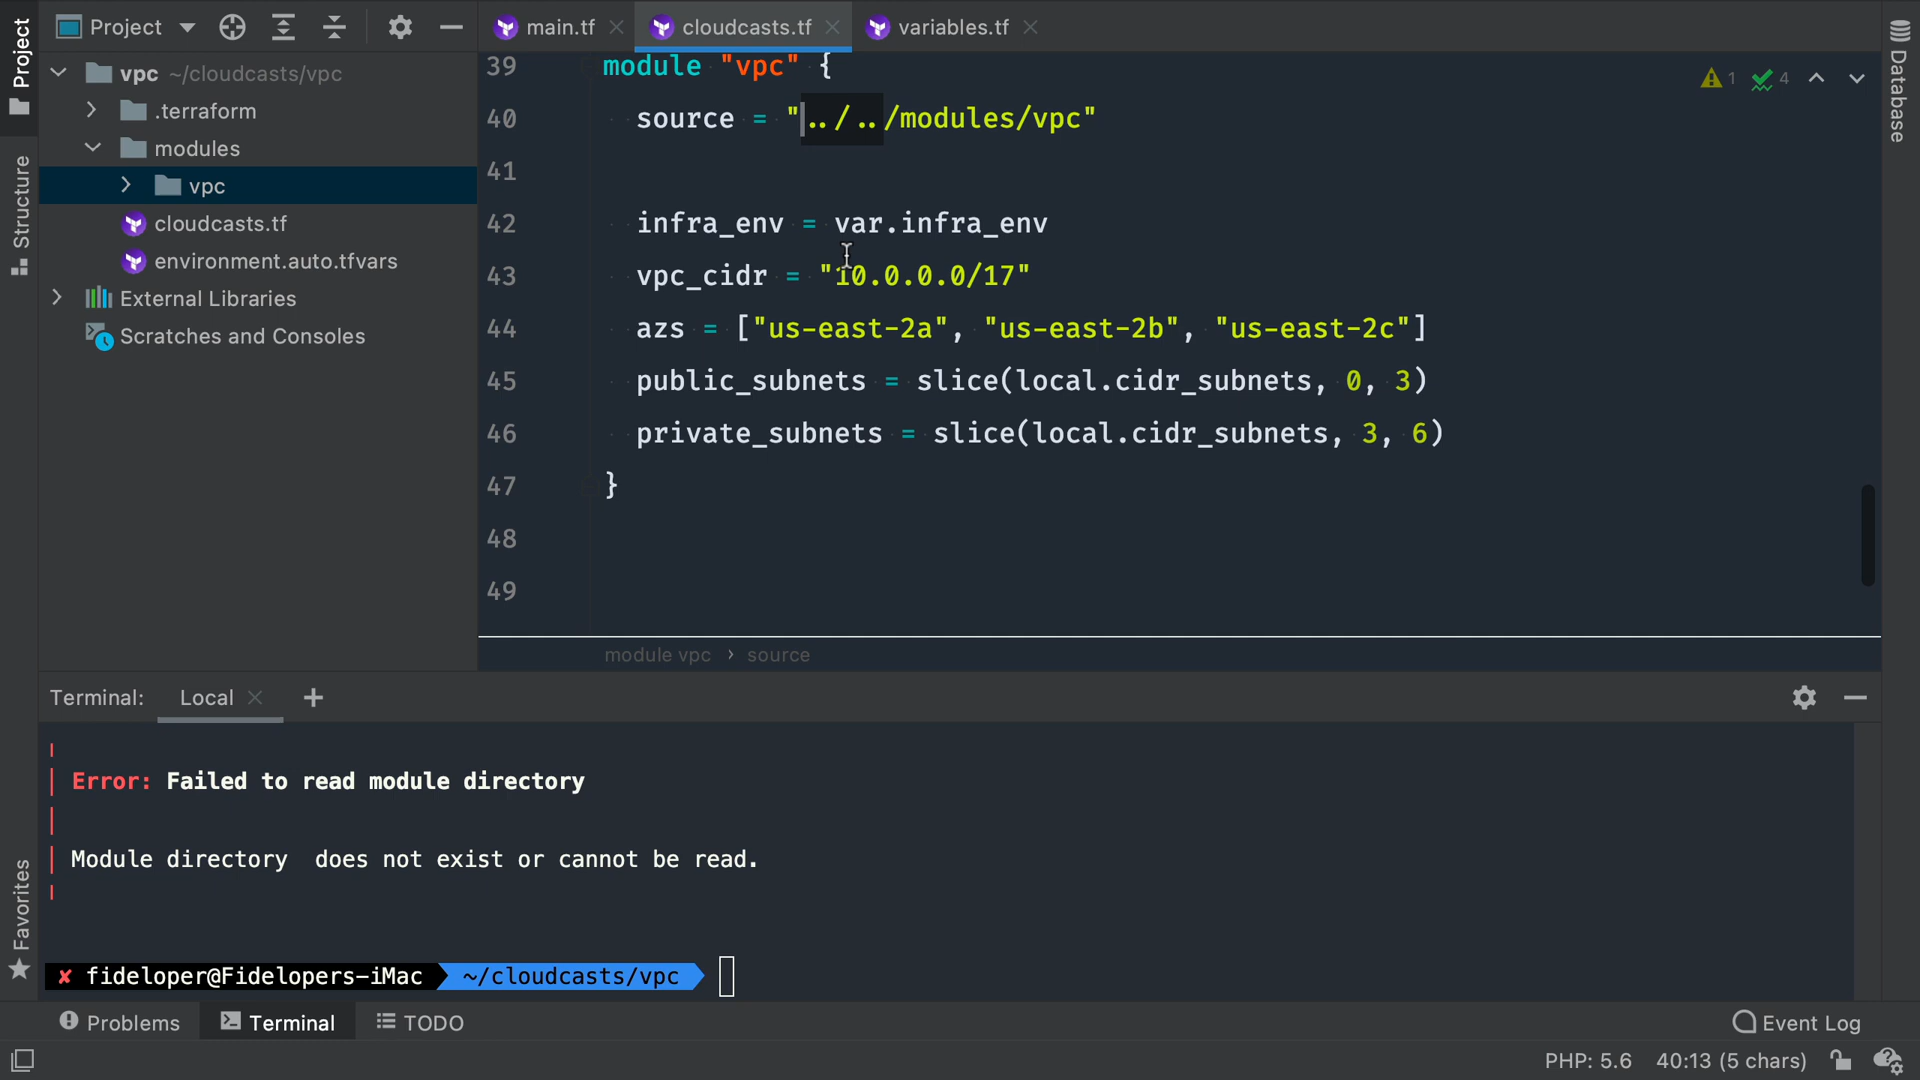 Project
main.tf
cloudcasts.tf
variables.tf
Project
Structure
Favorites
Database
vpc ~/cloudcasts/vpc
.terraform
modules
vpc
cloudcasts.tf
environment.auto.tfvars
External Libraries
Scratches and Consoles
1 4
39 module "vpc" {
40 source = "../../modules/vpc"
41
42 infra_env = var.infra_env
43 vpc_cidr = "10.0.0.0/17"
44 azs = ["us-east-2a", "us-east-2b", "us-east-2c"]
45 public_subnets = slice(local.cidr_subnets, 0, 3)
46 private_subnets = slice(local.cidr_subnets, 3, 6)
47 }
48
49
module vpc › source
Terminal: Local
Error: Failed to read module directory
Module directory does not exist or cannot be read.
✘ fideloper@Fidelopers-iMac ~/cloudcasts/vpc
Problems Terminal TODO Event Log
PHP: 5.6 40:13 (5 chars)